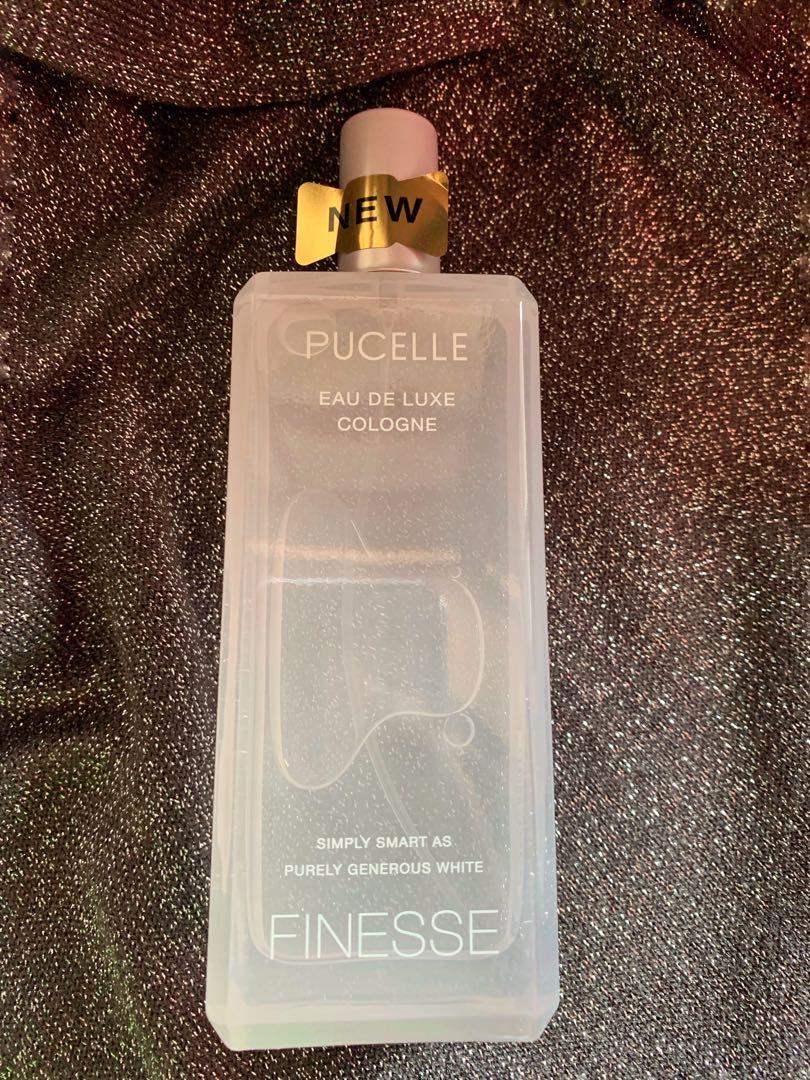 NEW
PUCELLE
EAU DE LUXE
COLOGNE
SIMPLY SMART AS
PURELY GENEROUS WHITE
FINESSE